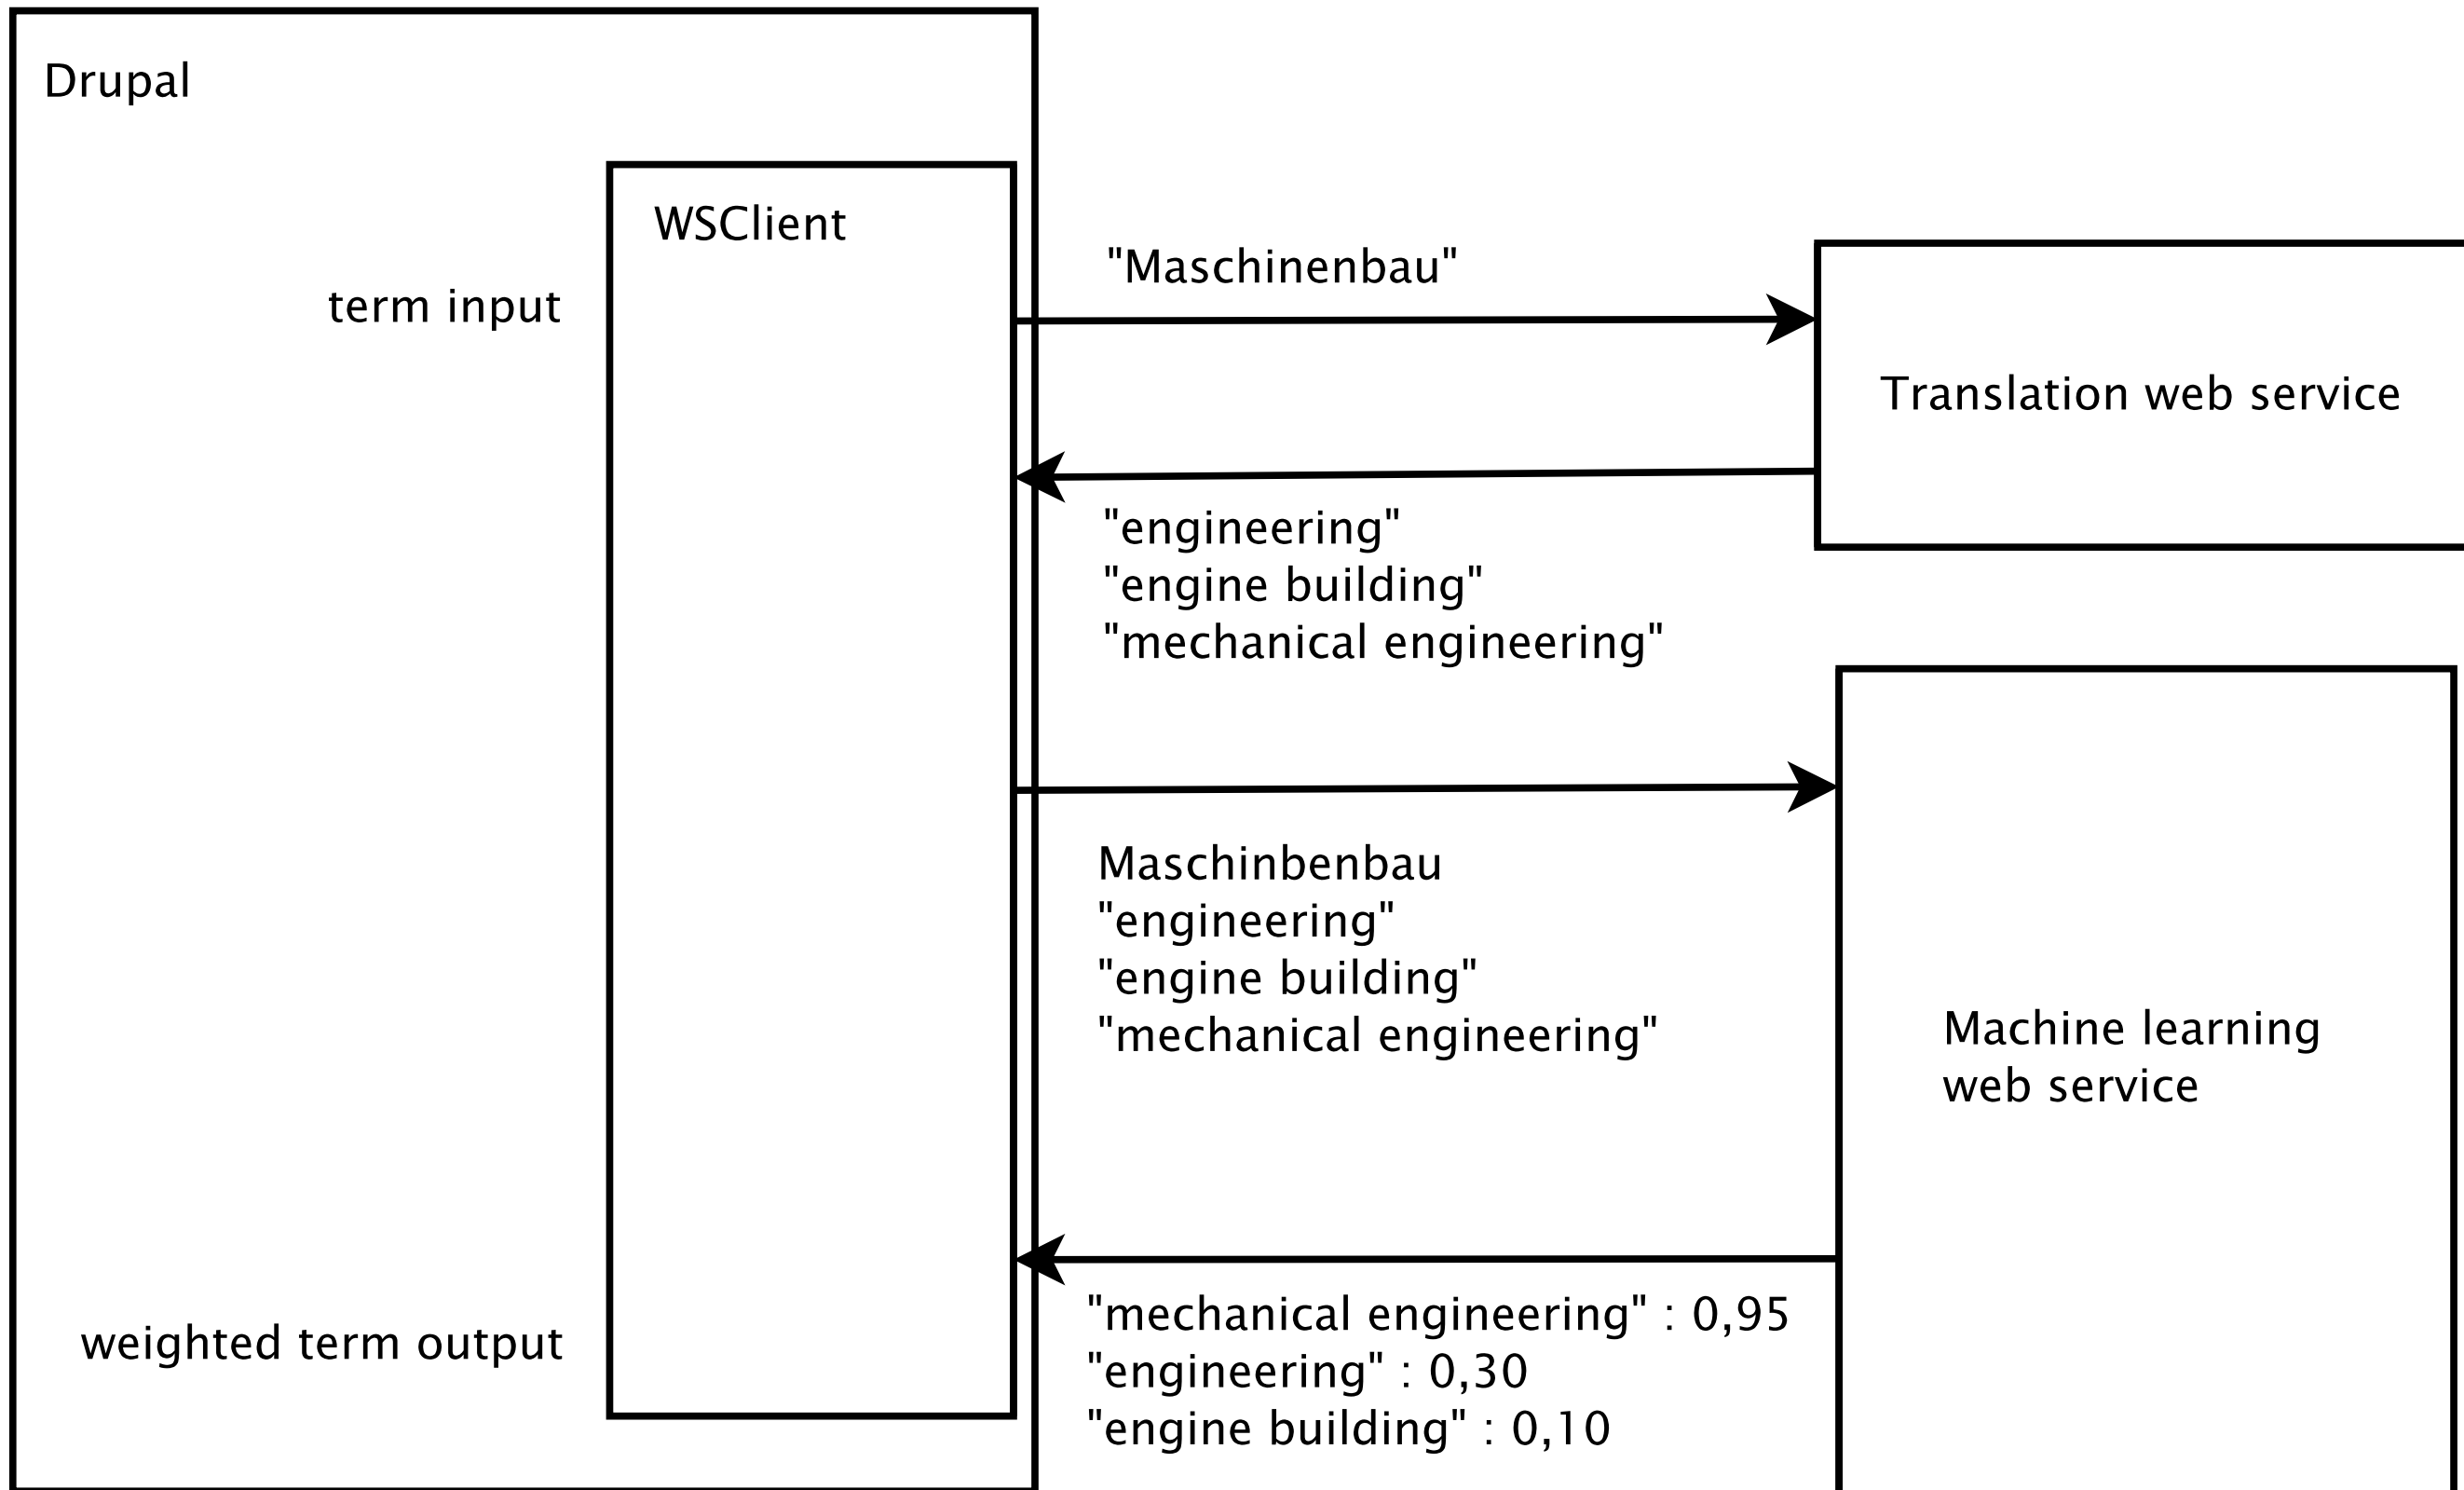 Drupal
WSClient
term input
"Maschinenbau"
Translation web service
"engineering"
"engine building"
"mechanical engineering"
Maschinbenbau
"engineering"
"engine building"
"mechanical engineering"
Machine learning
web service
weighted term output
"mechanical engineering" : 0,95
"engineering" : 0,30
"engine building" : 0,10